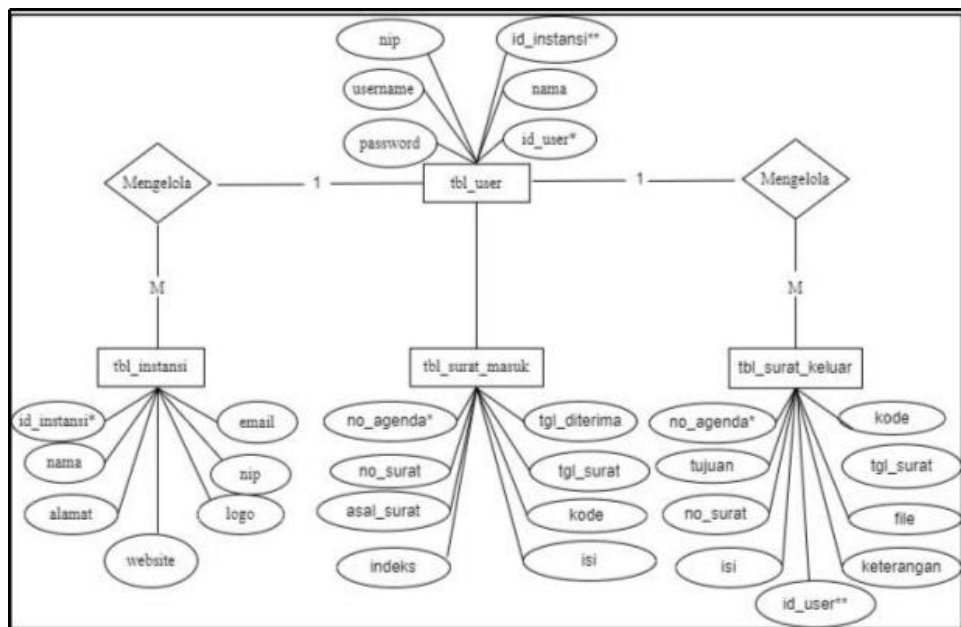 nip
id_instansi**
username
nama
password
id_user*
Mengelola
1
tbl_user
1
Mengelola
M
M
tbl_instansi
tbl_surat_masuk
tbl_surat_keluar
id_instansi*
email
nama
nip
alamat
logo
website
no_agenda*
tgl_diterima
no_surat
tgl_surat
asal_surat
kode
indeks
isi
no_agenda*
kode
tujuan
tgl_surat
no_surat
file
isi
keterangan
id_user**